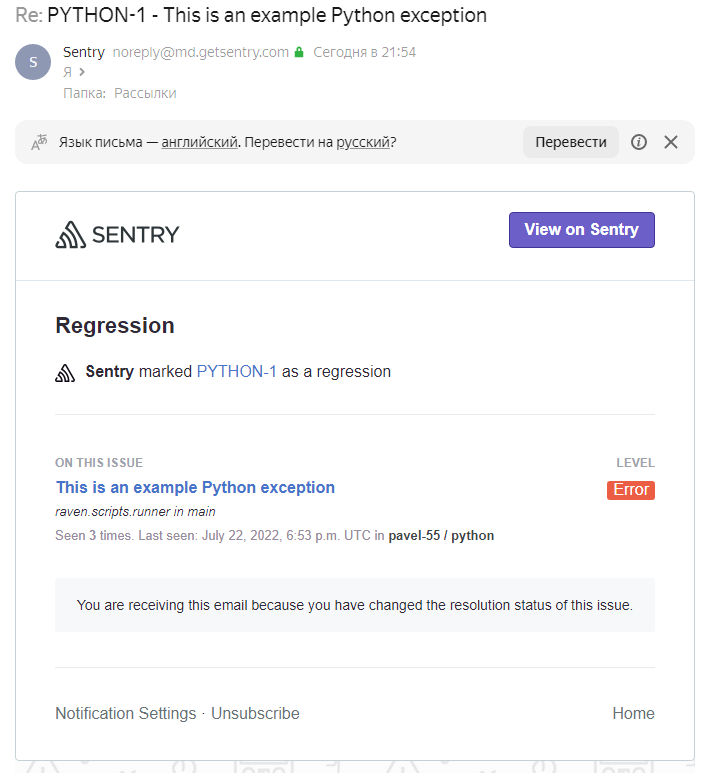 Re: PYTHON-1 - This is an example Python exception
S
Sentry noreply@md.getsentry.com Сегодня в 21:54
Я >
Папка: Рассылки
Язык письма — английский. Перевести на русский?
Перевести
SENTRY
View on Sentry
Regression
Sentry marked PYTHON-1 as a regression
ON THIS ISSUE
LEVEL
This is an example Python exception
Error
raven.scripts.runner in main
Seen 3 times. Last seen: July 22, 2022, 6:53 p.m. UTC in pavel-55 / python
You are receiving this email because you have changed the resolution status of this issue.
Notification Settings · Unsubscribe
Home